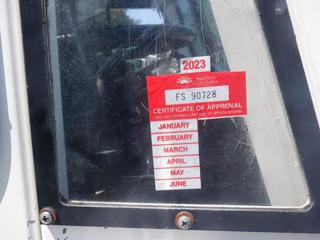 2023
BRITISH
COLUMBIA
FS 90728
CERTIFICATE OF APPROVAL
JANUARY
FEBRUARY
MARCH
APRIL
MAY
JUNE